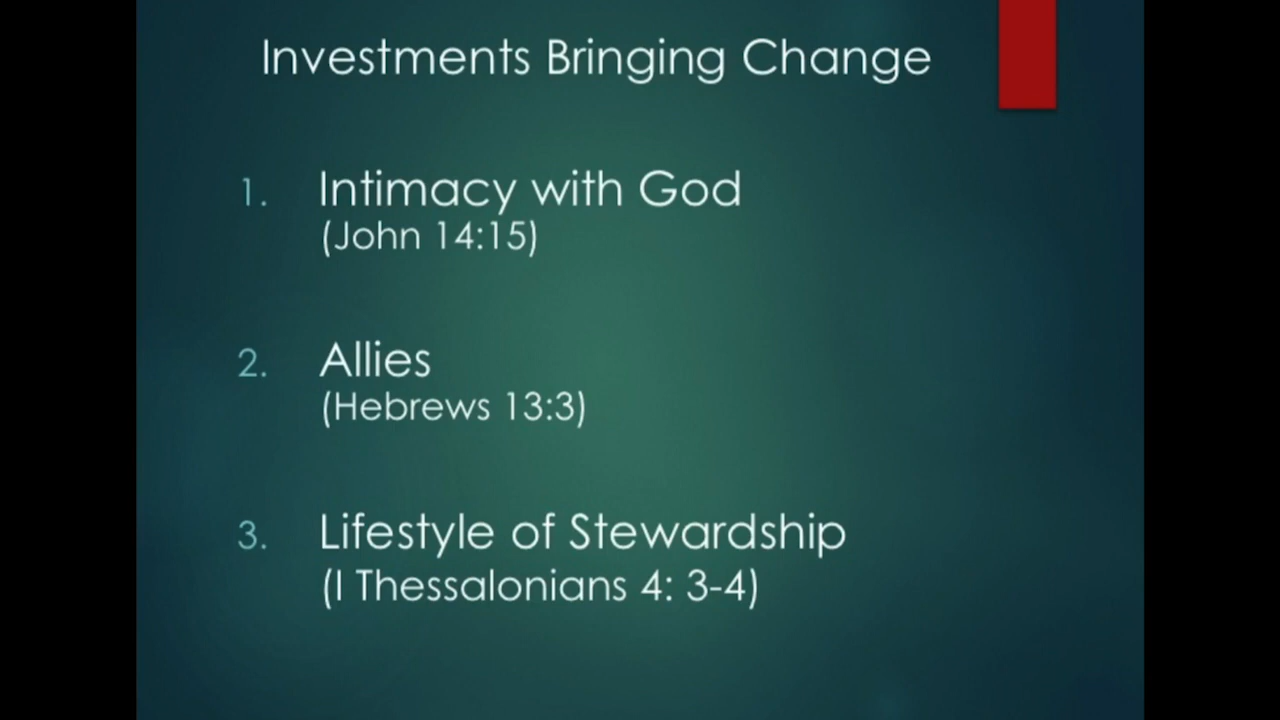 Investments Bringing Change
1. Intimacy with God
(John 14:15)
2. Allies
(Hebrews 13:3)
3. Lifestyle of Stewardship
(I Thessalonians 4: 3-4)